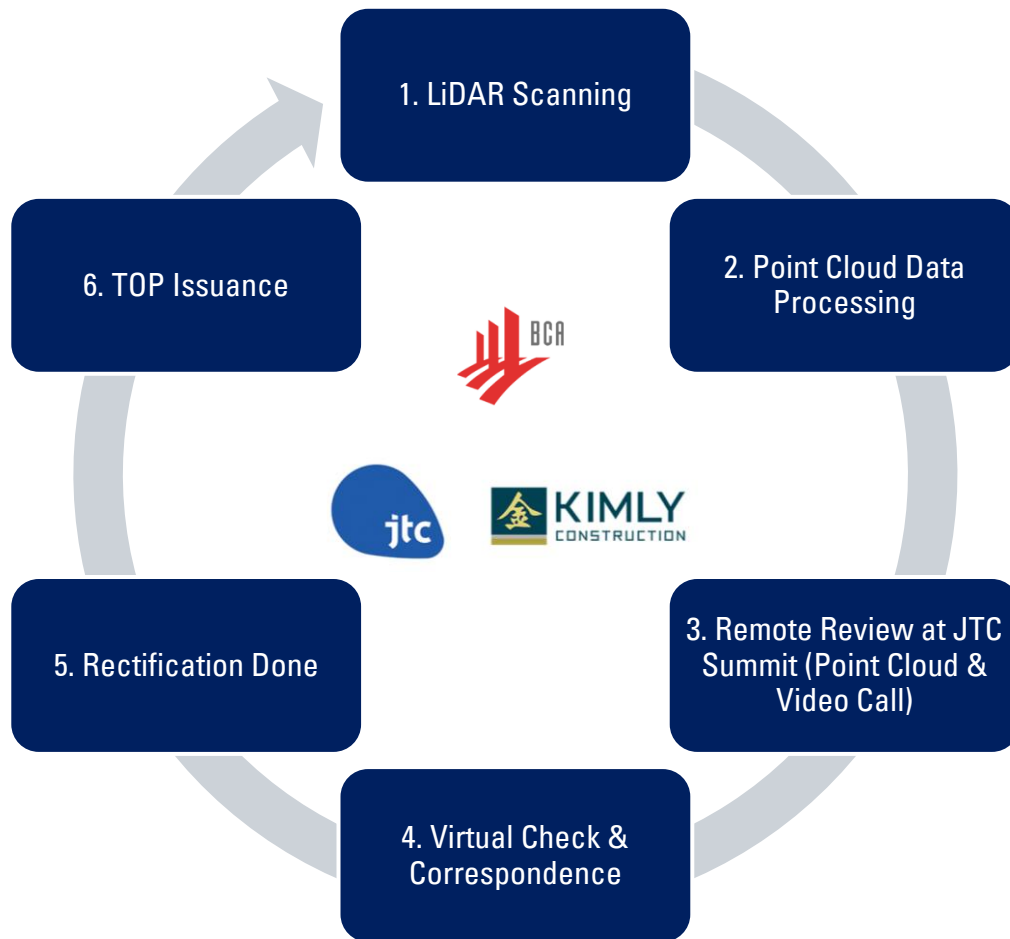 1. LiDAR Scanning
2. Point Cloud Data
Processing
3. Remote Review at JTC
Summit (Point Cloud &
Video Call)
4. Virtual Check &
Correspondence
5. Rectification Done
6. TOP Issuance
BCA
jtc
金 KIMLY
CONSTRUCTION